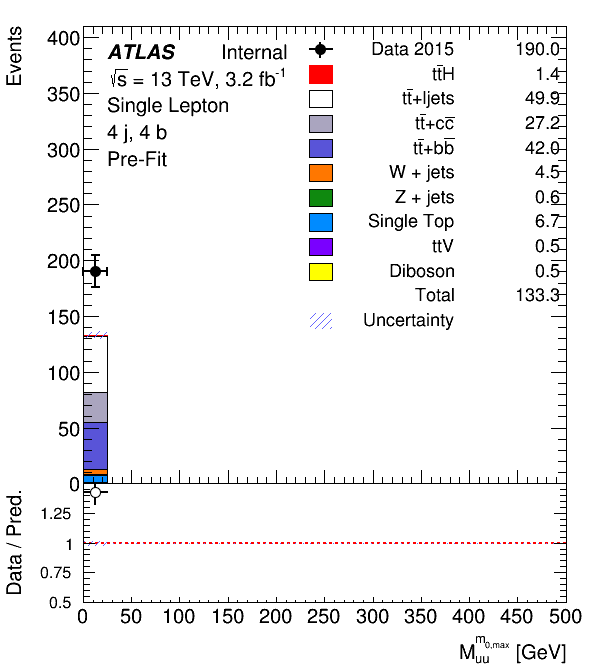 Events
400
350
300
250
200
150
100
50
0
ATLAS Internal
√s = 13 TeV, 3.2 fb⁻¹
Single Lepton
4 j, 4 b
Pre-Fit
Data 2015 190.0
tt̄H 1.4
tt̄+ljets 49.9
tt̄+cc̄ 27.2
tt̄+bb̄ 42.0
W + jets 4.5
Z + jets 0.6
Single Top 6.7
ttV 0.5
Diboson 0.5
Total 133.3
Uncertainty
Data / Pred.
1.25
1
0.75
0.5
0 50 100 150 200 250 300 350 400 450 500
M_uu^m_0,max [GeV]